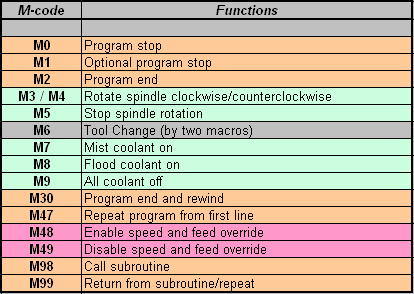 M-code Functions
M0 Program stop
M1 Optional program stop
M2 Program end
M3 / M4 Rotate spindle clockwise/counterclockwise
M5 Stop spindle rotation
M6 Tool Change (by two macros)
M7 Mist coolant on
M8 Flood coolant on
M9 All coolant off
M30 Program end and rewind
M47 Repeat program from first line
M48 Enable speed and feed override
M49 Disable speed and feed override
M98 Call subroutine
M99 Return from subroutine/repeat